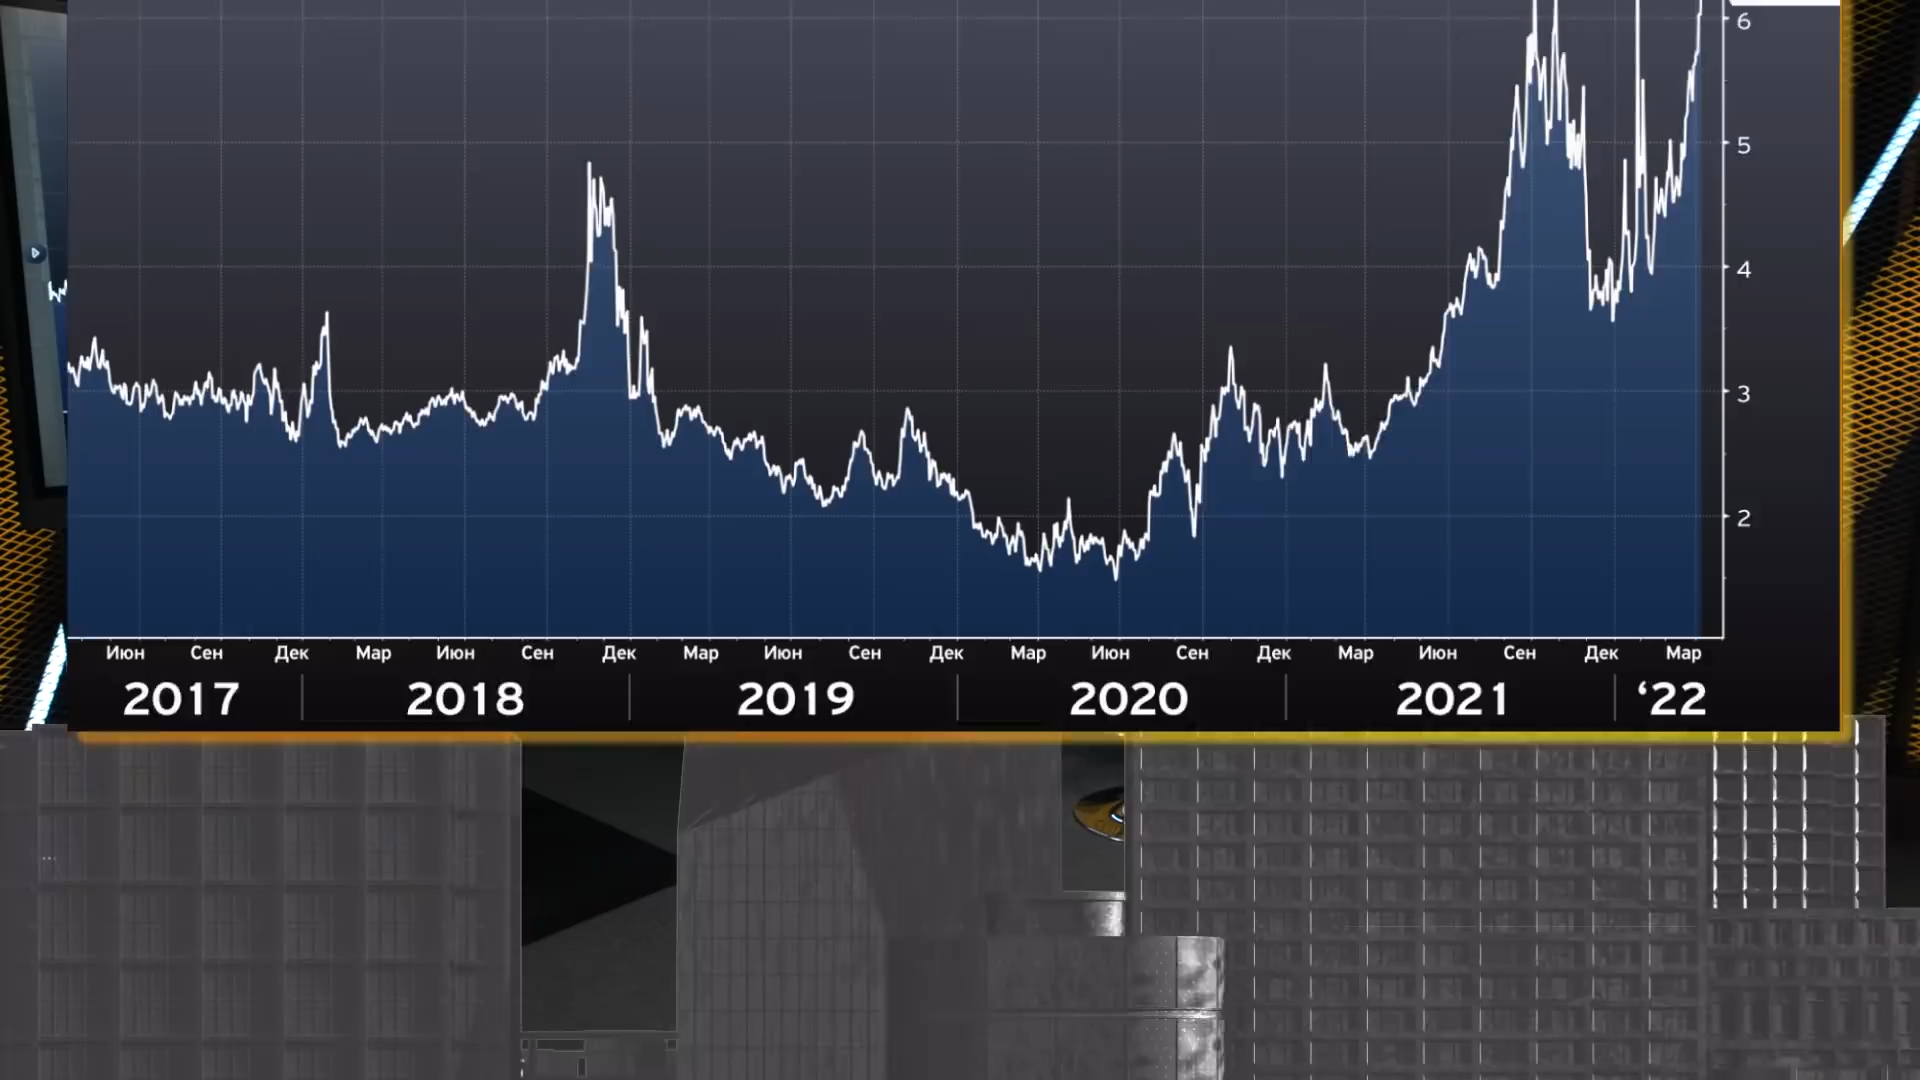 6
5
4
3
2
Июн Сен Дек Мар Июн Сен Дек Мар Июн Сен Дек Мар Июн Сен Дек Мар Июн Сен Дек Мар
2017 2018 2019 2020 2021 ‘22